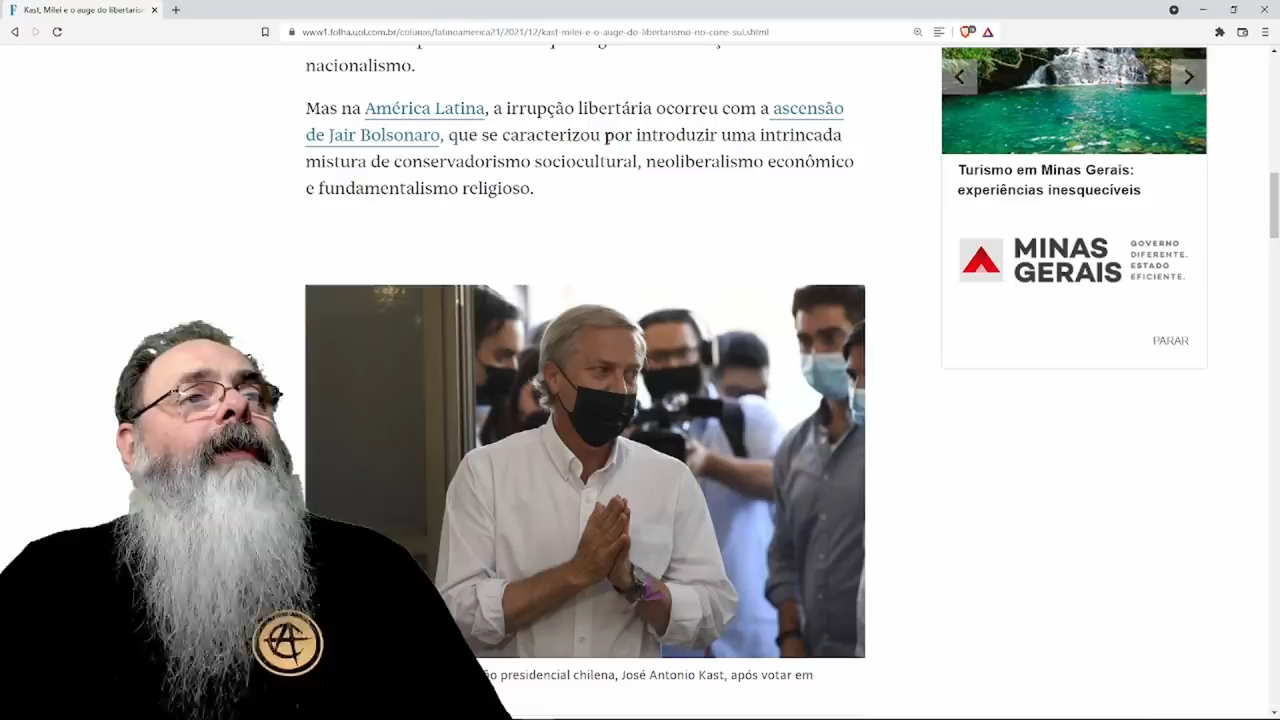 Kast, Milei e o auge do libertaris
www1.folha.uol.com.br/colunas/latinoamerica21/2021/12/kast-milei-e-o-auge-do-libertarismo-no-cone-sul.shtml
nacionalismo.
Mas na América Latina, a irrupção libertária ocorreu com a ascensão
de Jair Bolsonaro, que se caracterizou por introduzir uma intrincada
mistura de conservadorismo sociocultural, neoliberalismo econômico
e fundamentalismo religioso.
presidencial chilena, José Antonio Kast, após votar em
Turismo em Minas Gerais:
experiências inesquecíveis
MINAS
GERAIS
GOVERNO
DIFERENTE.
ESTADO
EFICIENTE.
PARAR